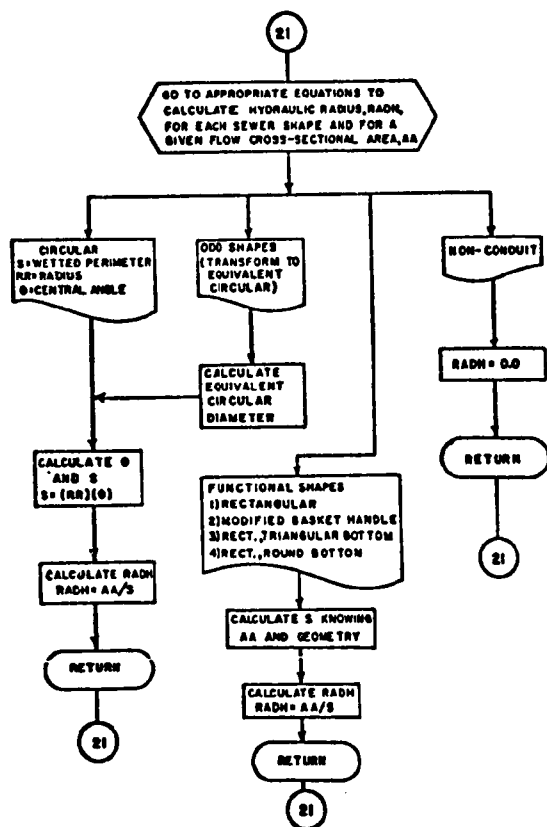 21
GO TO APPROPRIATE EQUATIONS TO
CALCULATE HYDRAULIC RADIUS, RADH,
FOR EACH SEWER SHAPE AND FOR A
GIVEN FLOW CROSS-SECTIONAL AREA, AA
CIRCULAR
S=WETTED PERIMETER
RR=RADIUS
θ=CENTRAL ANGLE
ODD SHAPES
(TRANSFORM TO
EQUIVALENT
CIRCULAR)
NON-CONDUIT
CALCULATE
EQUIVALENT
CIRCULAR
DIAMETER
RADH = 0.0
RETURN
21
CALCULATE θ
AND S
S=(RR)(θ)
CALCULATE RADH
RADH=AA/S
RETURN
21
FUNCTIONAL SHAPES
1) RECTANGULAR
2) MODIFIED BASKET HANDLE
3) RECT., TRIANGULAR BOTTOM
4) RECT., ROUND BOTTOM
CALCULATE S KNOWING
AA AND GEOMETRY
CALCULATE RADH
RADH=AA/S
RETURN
21